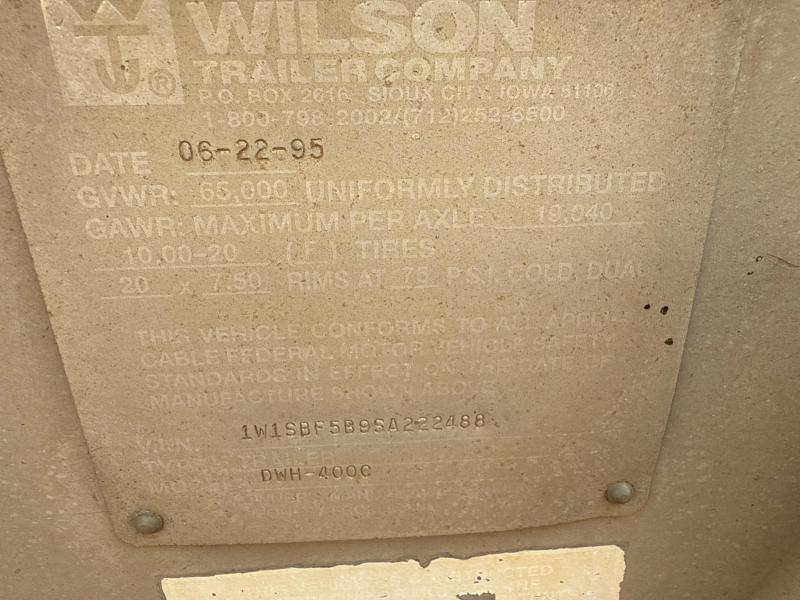 WILSON
TRAILER COMPANY
P.O. BOX 2616 SIOUX CITY, IOWA 51106
1-800-798-2002/(712)252-6500
DATE 06-22-95
GVWR: 65,000 UNIFORMLY DISTRIBUTED
GAWR: MAXIMUM PER AXLE 19,040
10.00-20 (F) TIRES
20 x 7.50 RIMS AT 75 P.S.I. COLD, DUAL
THIS VEHICLE CONFORMS TO ALL APPLI-
CABLE FEDERAL MOTOR VEHICLE SAFETY
STANDARDS IN EFFECT ON THE DATE OF
MANUFACTURE SHOWN ABOVE
V.I.N. 1W1SBF5B9SA222488
DWH-400C